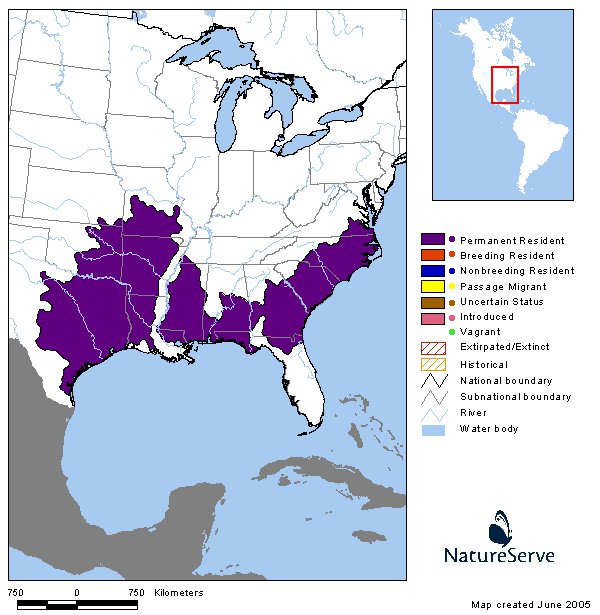 Permanent Resident
Breeding Resident
Nonbreeding Resident
Passage Migrant
Uncertain Status
Introduced
Vagrant
Extirpated/Extinct
Historical
National boundary
Subnational boundary
River
Water body
NatureServe
750 0 750 Kilometers
Map created June 2005